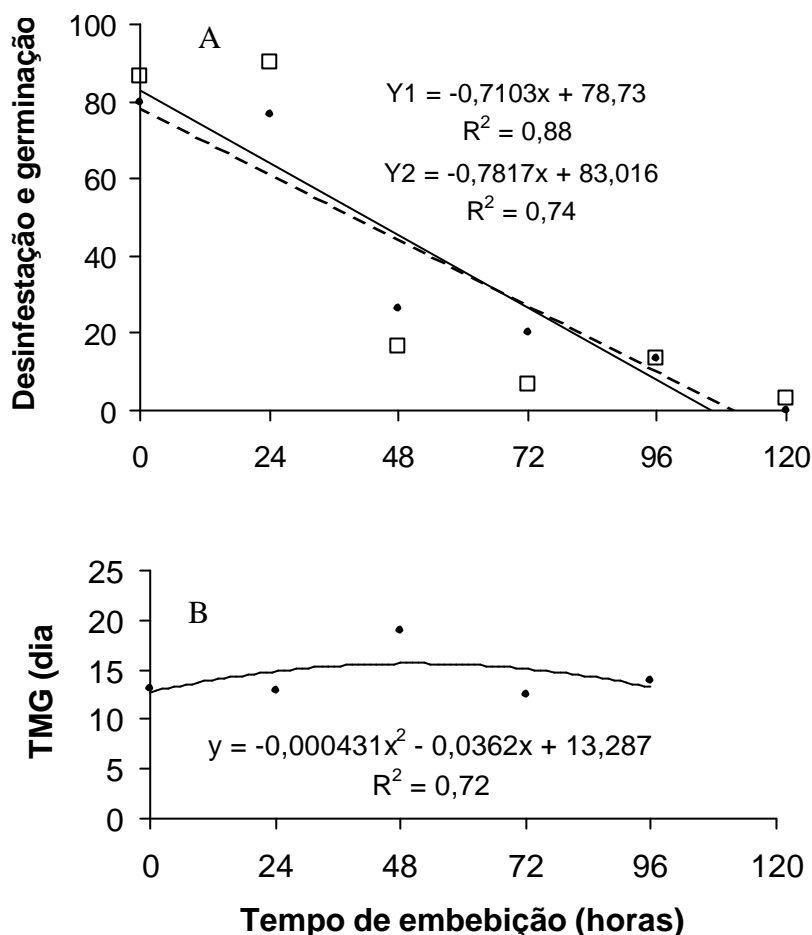 Desinfestação e germinação
100
80
60
40
20
0
A
Y1 = -0,7103x + 78,73
R² = 0,88
Y2 = -0,7817x + 83,016
R² = 0,74
0 24 48 72 96 120
TMG (dia
25
20
15
10
5
0
B
y = -0,000431x² - 0,0362x + 13,287
R² = 0,72
0 24 48 72 96 120
Tempo de embebição (horas)